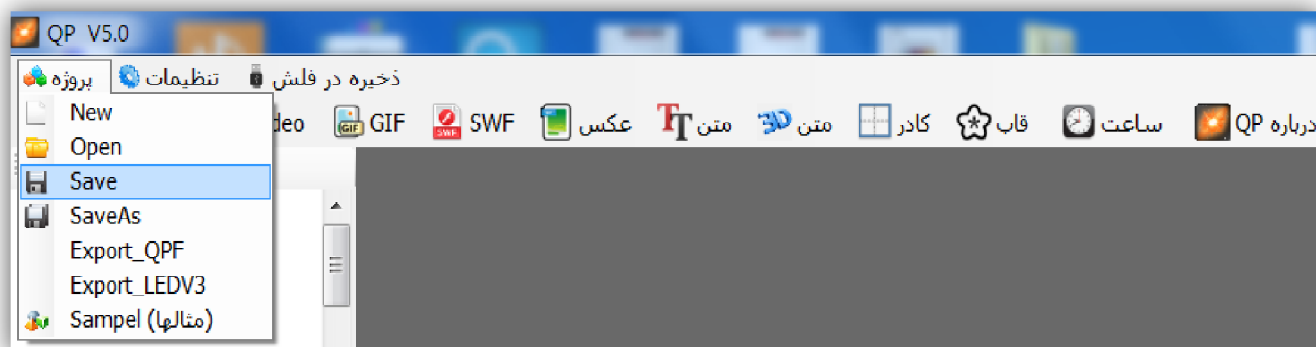 QP V5.0
پروژه تنظیمات ذخیره در فلش
deo GIF SWF عکس متن متن 3D کادر قاب ساعت درباره QP
New
Open
Save
SaveAs
Export_QPF
Export_LEDV3
Sampel (مثالها)